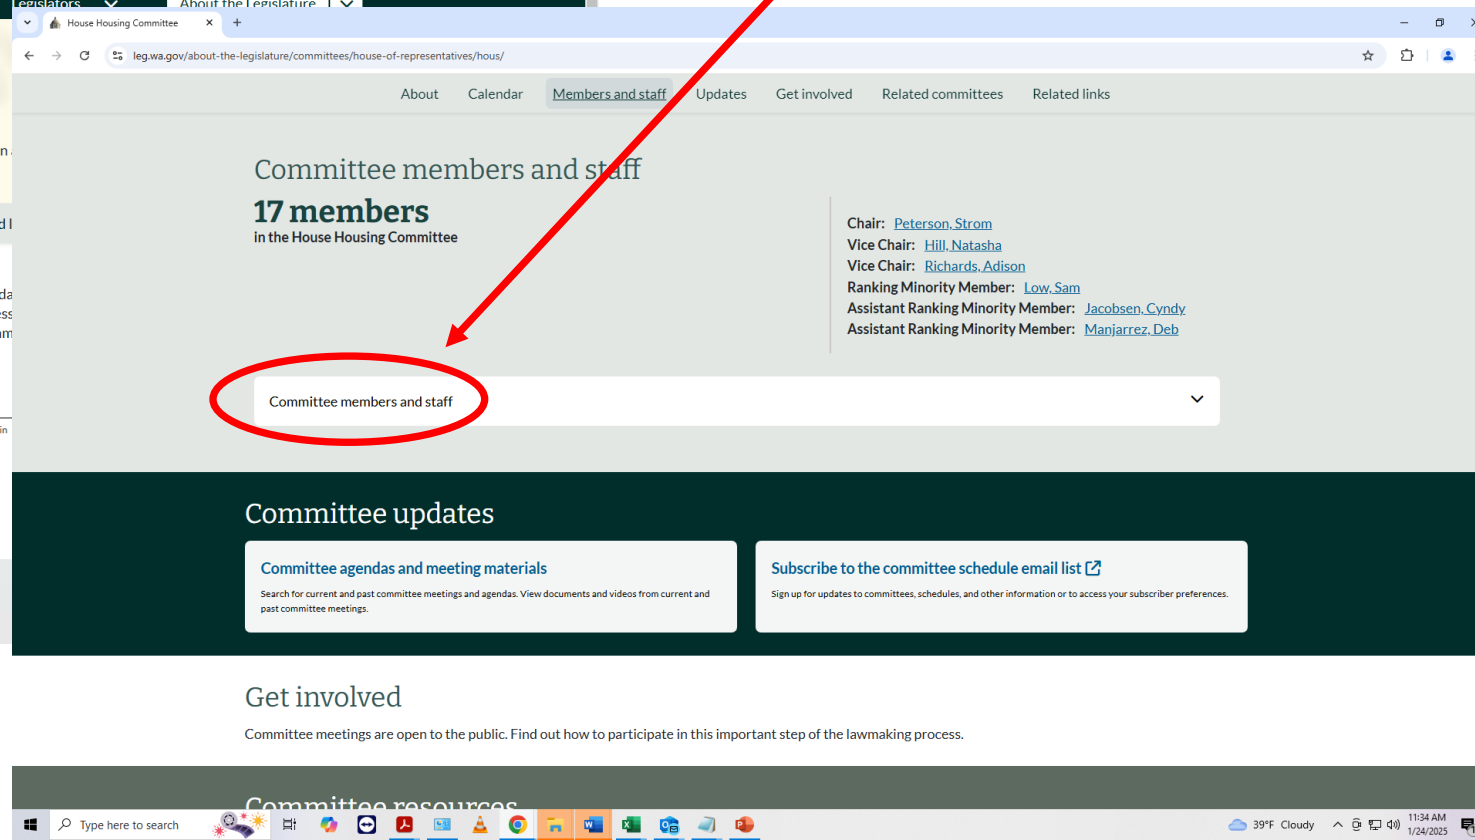 egislators
About the Legislature
House Housing Committee
leg.wa.gov/about-the-legislature/committees/house-of-representatives/hous/
About Calendar Members and staff Updates Get involved Related committees Related links
Committee members and staff
17 members
in the House Housing Committee
Chair: Peterson, Strom
Vice Chair: Hill, Natasha
Vice Chair: Richards, Adison
Ranking Minority Member: Low, Sam
Assistant Ranking Minority Member: Jacobsen, Cyndy
Assistant Ranking Minority Member: Manjarrez, Deb
Committee members and staff
Committee updates
Committee agendas and meeting materials
Search for current and past committee meetings and agendas. View documents and videos from current and
past committee meetings.
Subscribe to the committee schedule email list
Sign up for updates to committees, schedules, and other information or to access your subscriber preferences.
Get involved
Committee meetings are open to the public. Find out how to participate in this important step of the lawmaking process.
Committee resources
Type here to search
39°F Cloudy
11:34 AM
1/24/2025